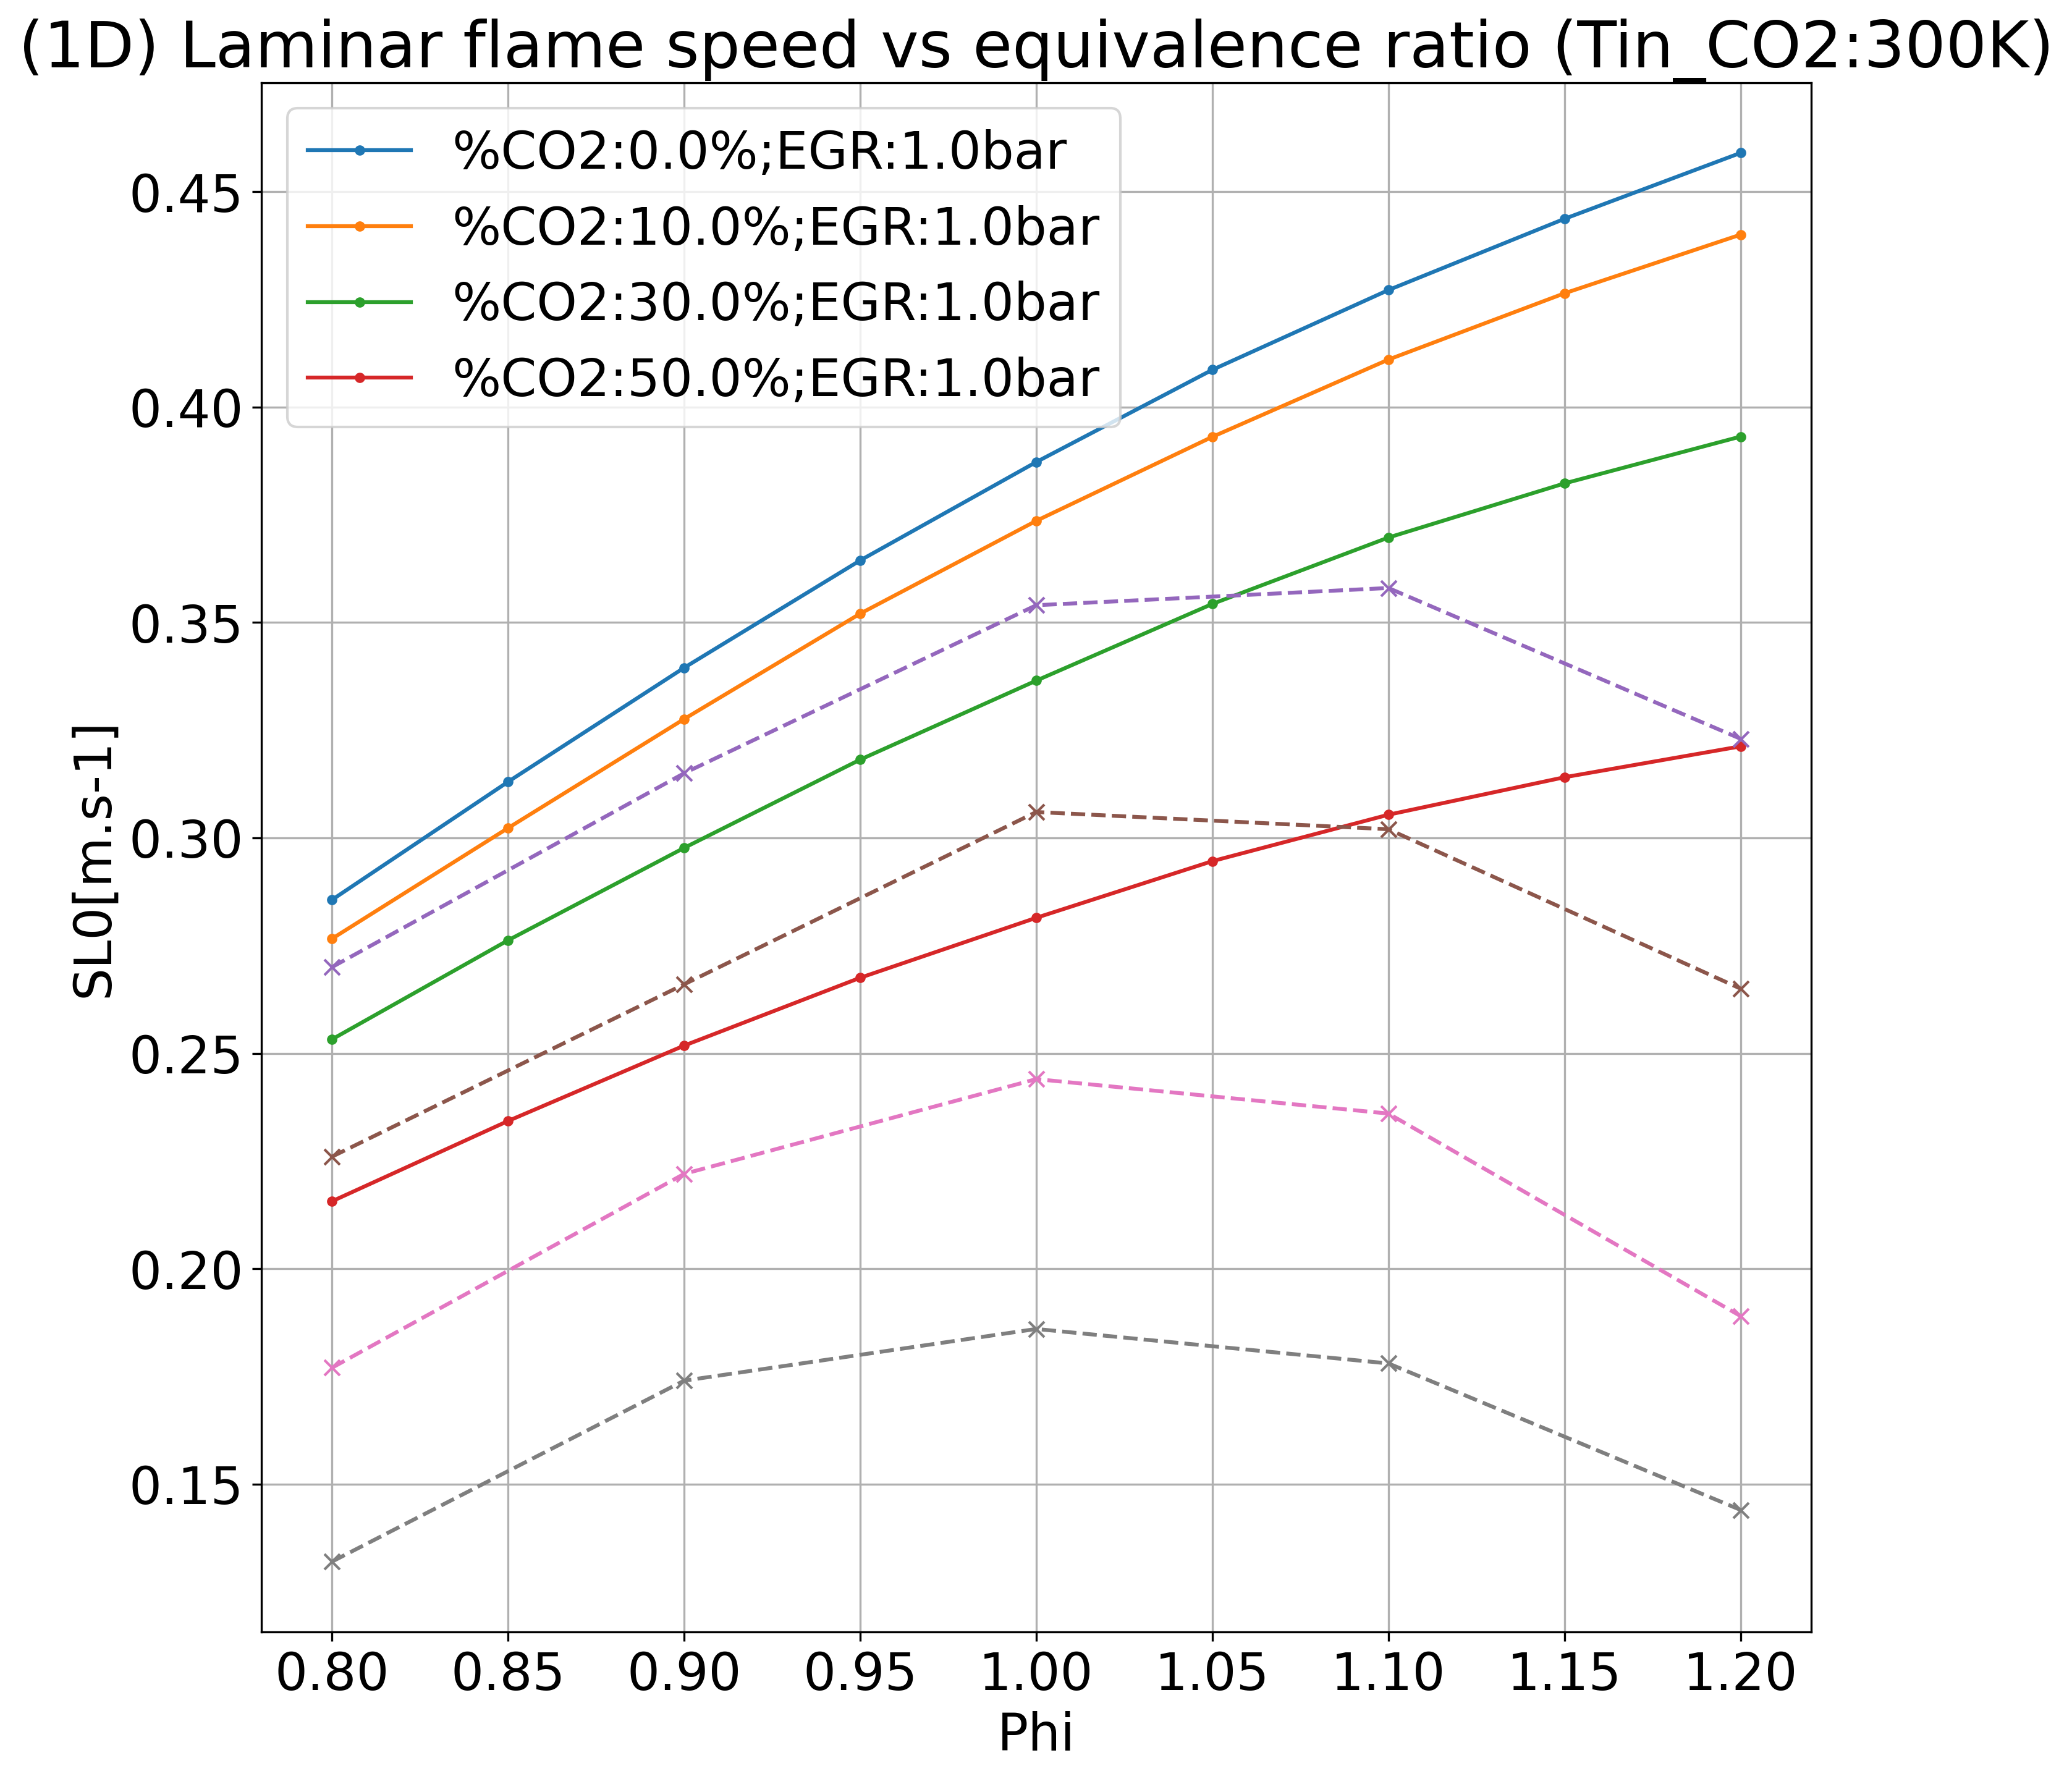 (1D) Laminar flame speed vs equivalence ratio (Tin_CO2:300K)
%CO2:0.0%;EGR:1.0bar
%CO2:10.0%;EGR:1.0bar
%CO2:30.0%;EGR:1.0bar
%CO2:50.0%;EGR:1.0bar
SL0[m.s-1]
0.45
0.40
0.35
0.30
0.25
0.20
0.15
0.80 0.85 0.90 0.95 1.00 1.05 1.10 1.15 1.20
Phi